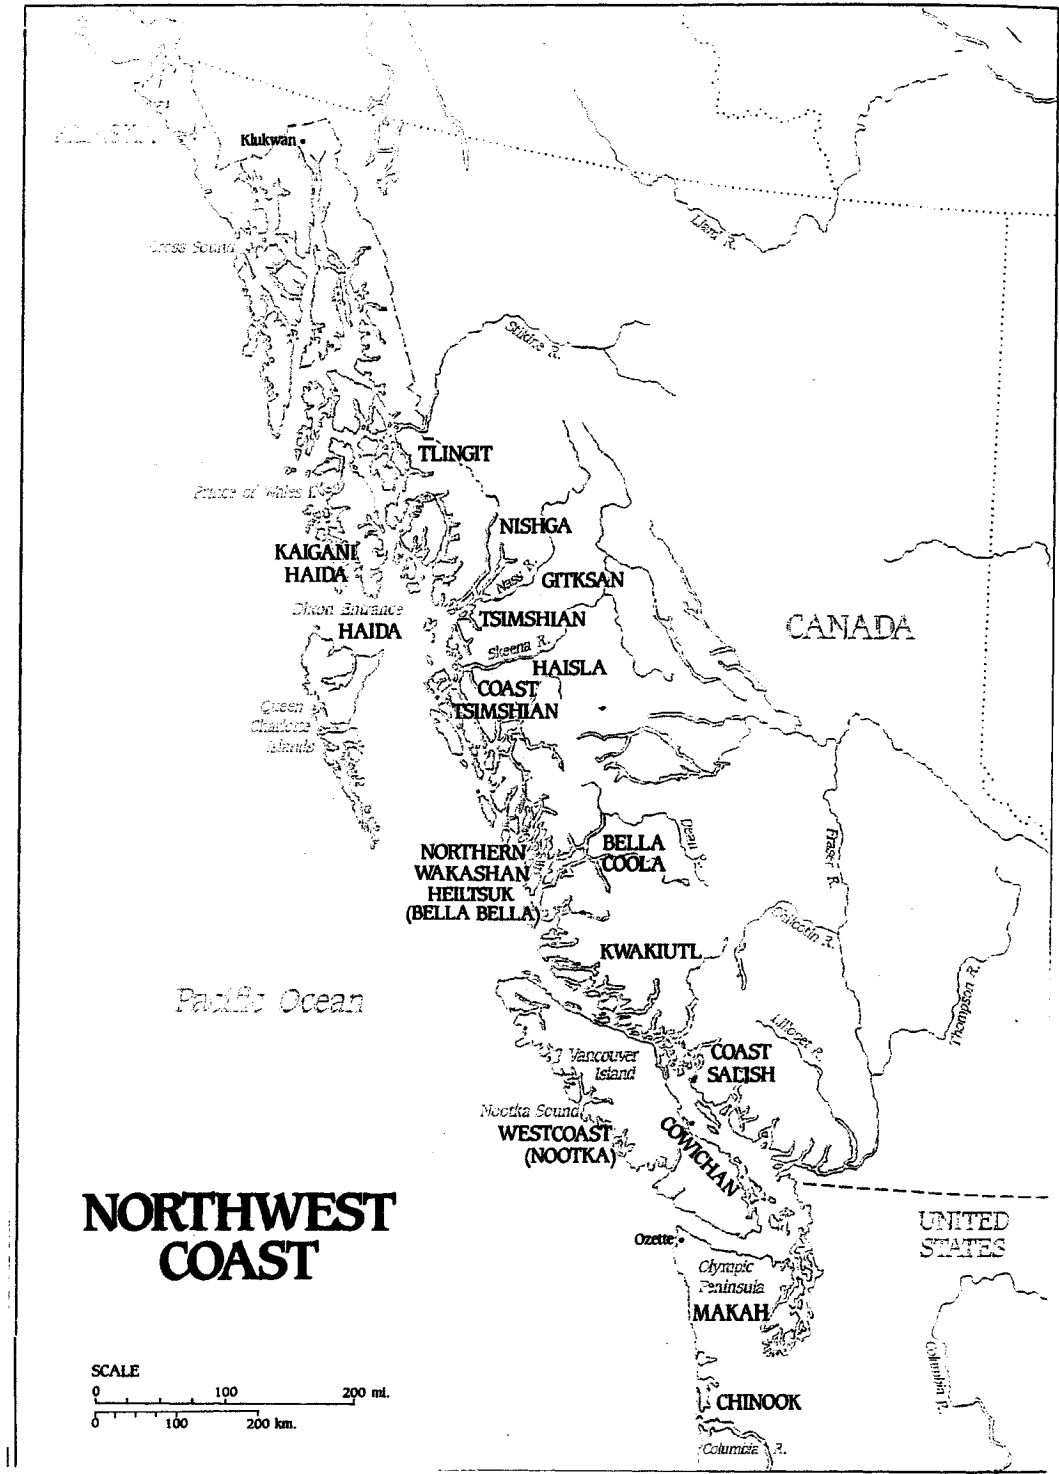 ALASKA
Klukwan
Cross Sound
Liard R.
Stikine R.
TLINGIT
Prince of Wales I.
NISHGA
KAIGANI
HAIDA
Nass R.
GITKSAN
Dixon Entrance
HAIDA
TSIMSHIAN
CANADA
Skeena R.
HAISLA
COAST
TSIMSHIAN
Queen
Charlotte
Islands
BELLA
COOLA
Dean R.
Fraser R.
NORTHERN
WAKASHAN
HEILTSUK
(BELLA BELLA)
Chilcotin R.
KWAKIUTL
Pacific Ocean
Thompson R.
Lillooet R.
Vancouver
Island
COAST
SALISH
Nootka Sound
WESTCOAST
(NOOTKA)
COWICHAN
NORTHWEST
COAST
UNITED
STATES
Ozette
Olympic
Peninsula
MAKAH
Columbia R.
SCALE
0 100 200 mi.
0 100 200 km.
CHINOOK
Columbia R.